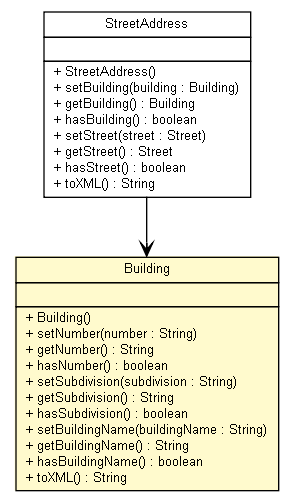 StreetAddress
+ StreetAddress()
+ setBuilding(building : Building)
+ getBuilding() : Building
+ hasBuilding() : boolean
+ setStreet(street : Street)
+ getStreet() : Street
+ hasStreet() : boolean
+ toXML() : String
Building
+ Building()
+ setNumber(number : String)
+ getNumber() : String
+ hasNumber() : boolean
+ setSubdivision(subdivision : String)
+ getSubdivision() : String
+ hasSubdivision() : boolean
+ setBuildingName(buildingName : String)
+ getBuildingName() : String
+ hasBuildingName() : boolean
+ toXML() : String